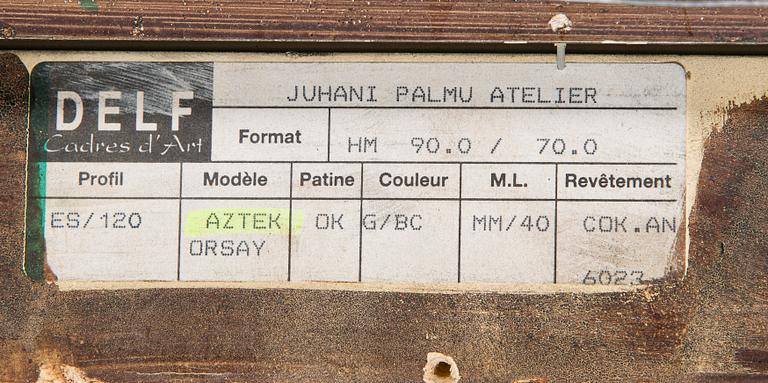 DELF
Cadres d'Art
JUHANI PALMU ATELIER
Format HM 90.0 / 70.0
Profil Modèle Patine Couleur M.L. Revêtement
ES/120 AZTEK OK G/BC MM/40 COK.AN
ORSAY
6023